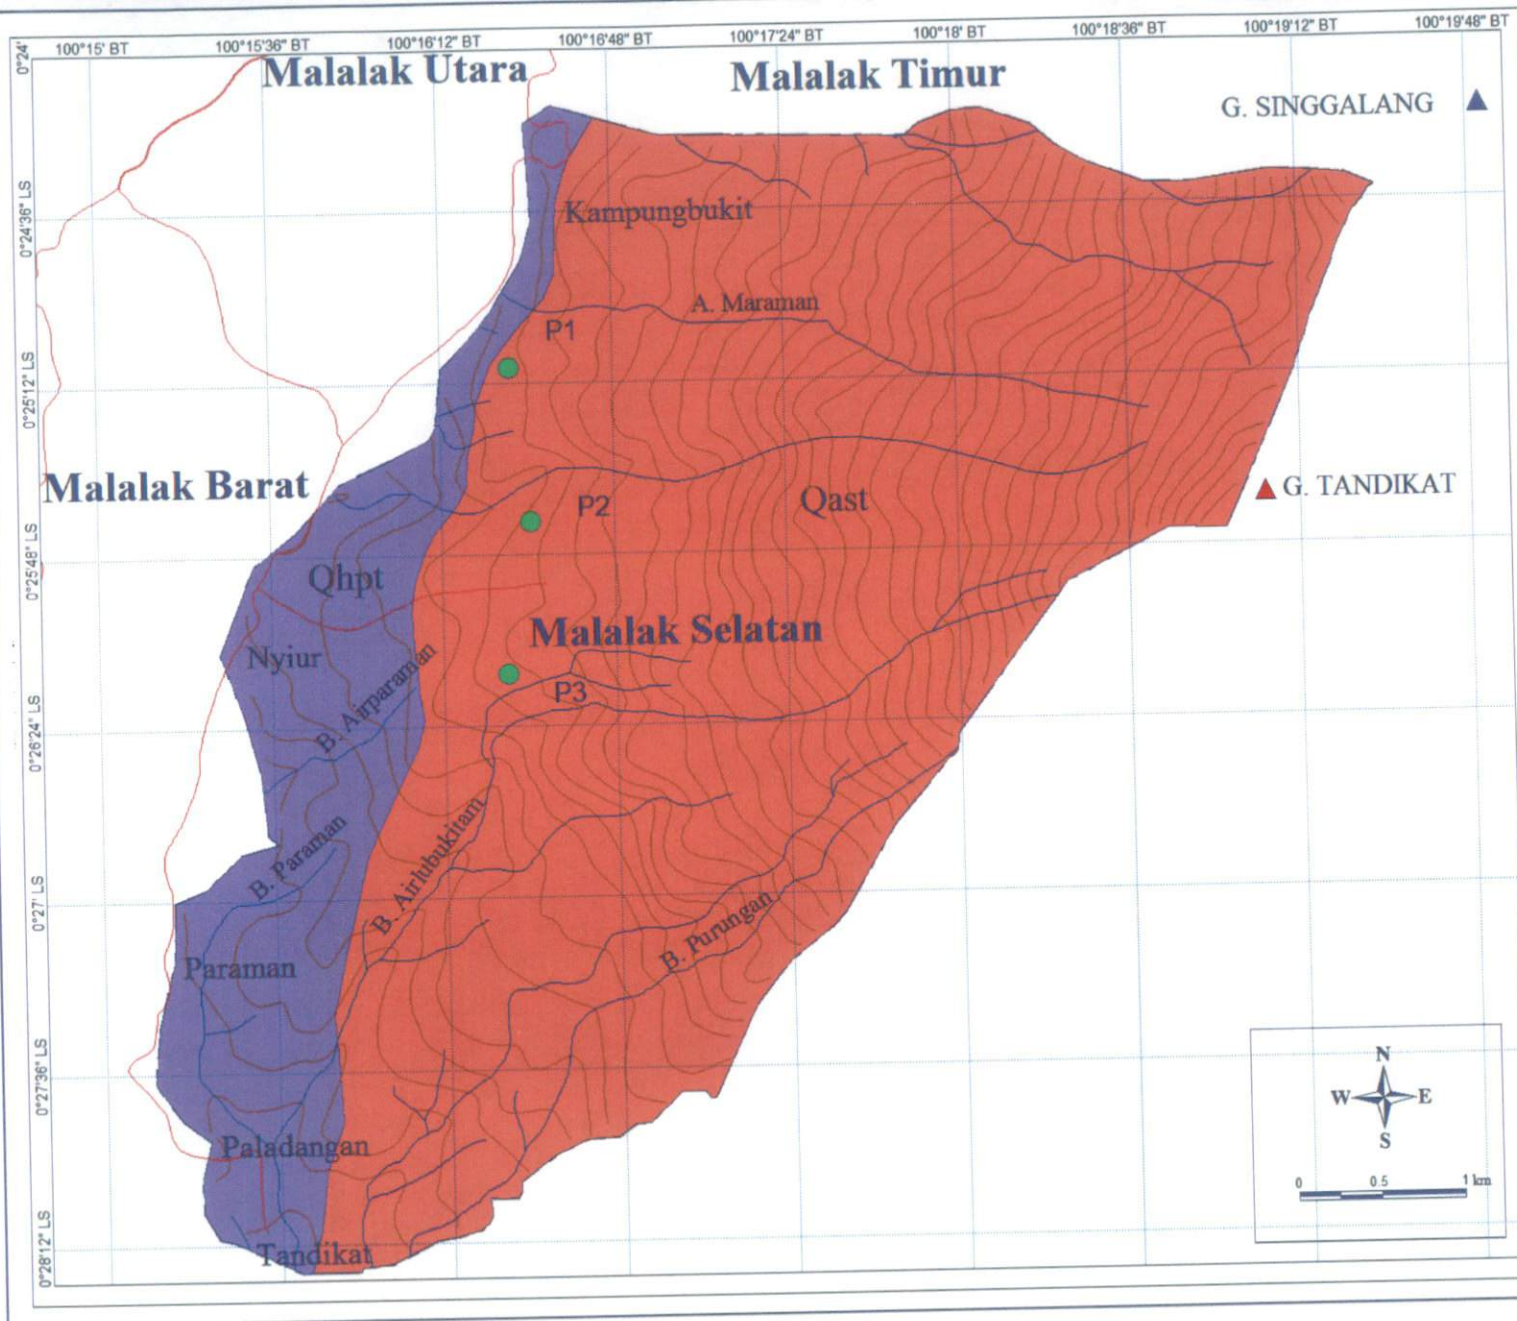 100°15' BT
100°15'36" BT
100°16'12" BT
100°16'48" BT
100°17'24" BT
100°18' BT
100°18'36" BT
100°19'12" BT
100°19'48" BT
0°24'
Malalak Utara
Malalak Timur
G. SINGGALANG
0°24'36" LS
Kampungbukit
A. Maraman
P1
0°25'12" LS
Malalak Barat
G. TANDIKAT
P2
Qast
0°25'48" LS
Qhpt
Malalak Selatan
Nyiur
B. Airparaman
P3
0°26'24" LS
B. Paraman
B. Airlubukitam
0°27' LS
B. Purungan
Paraman
0°27'36" LS
N
W
E
S
Paladangan
0
0.5
1 km
0°28'12" LS
Tandikat